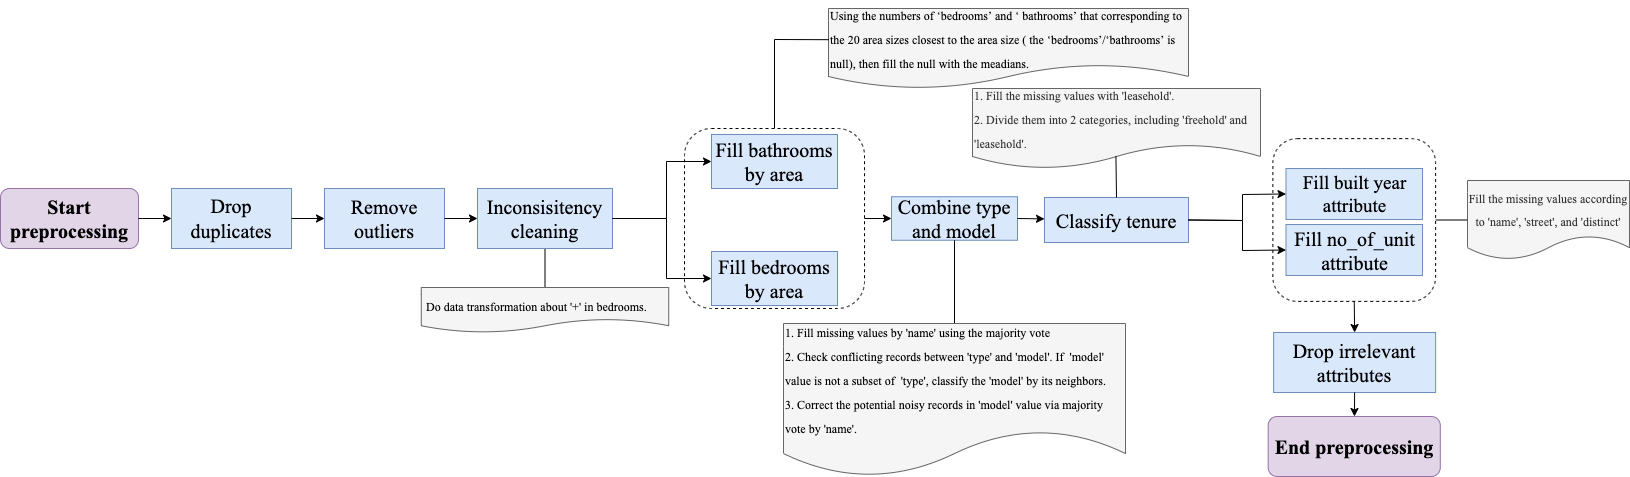 Using the numbers of ‘bedrooms’ and ‘ bathrooms’ that corresponding to
the 20 area sizes closest to the area size ( the ‘bedrooms’/‘bathrooms’ is
null), then fill the null with the meadians.
1. Fill the missing values with 'leasehold'.
2. Divide them into 2 categories, including 'freehold' and
'leasehold'.
Start
preprocessing
Drop
duplicates
Remove
outliers
Inconsisitency
cleaning
Do data transformation about '+' in bedrooms.
Fill bathrooms
by area
Fill bedrooms
by area
Combine type
and model
1. Fill missing values by 'name' using the majority vote
2. Check conflicting records between 'type' and 'model'. If 'model'
value is not a subset of 'type', classify the 'model' by its neighbors.
3. Correct the potential noisy records in 'model' value via majority
vote by 'name'.
Classify tenure
Fill built year
attribute
Fill no_of_unit
attribute
Fill the missing values according
to 'name', 'street', and 'distinct'
Drop irrelevant
attributes
End preprocessing